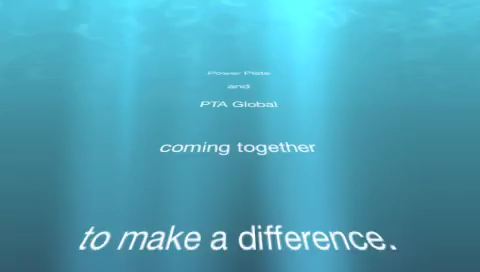 Power Plate
and
PTA Global
coming together
to make a difference.